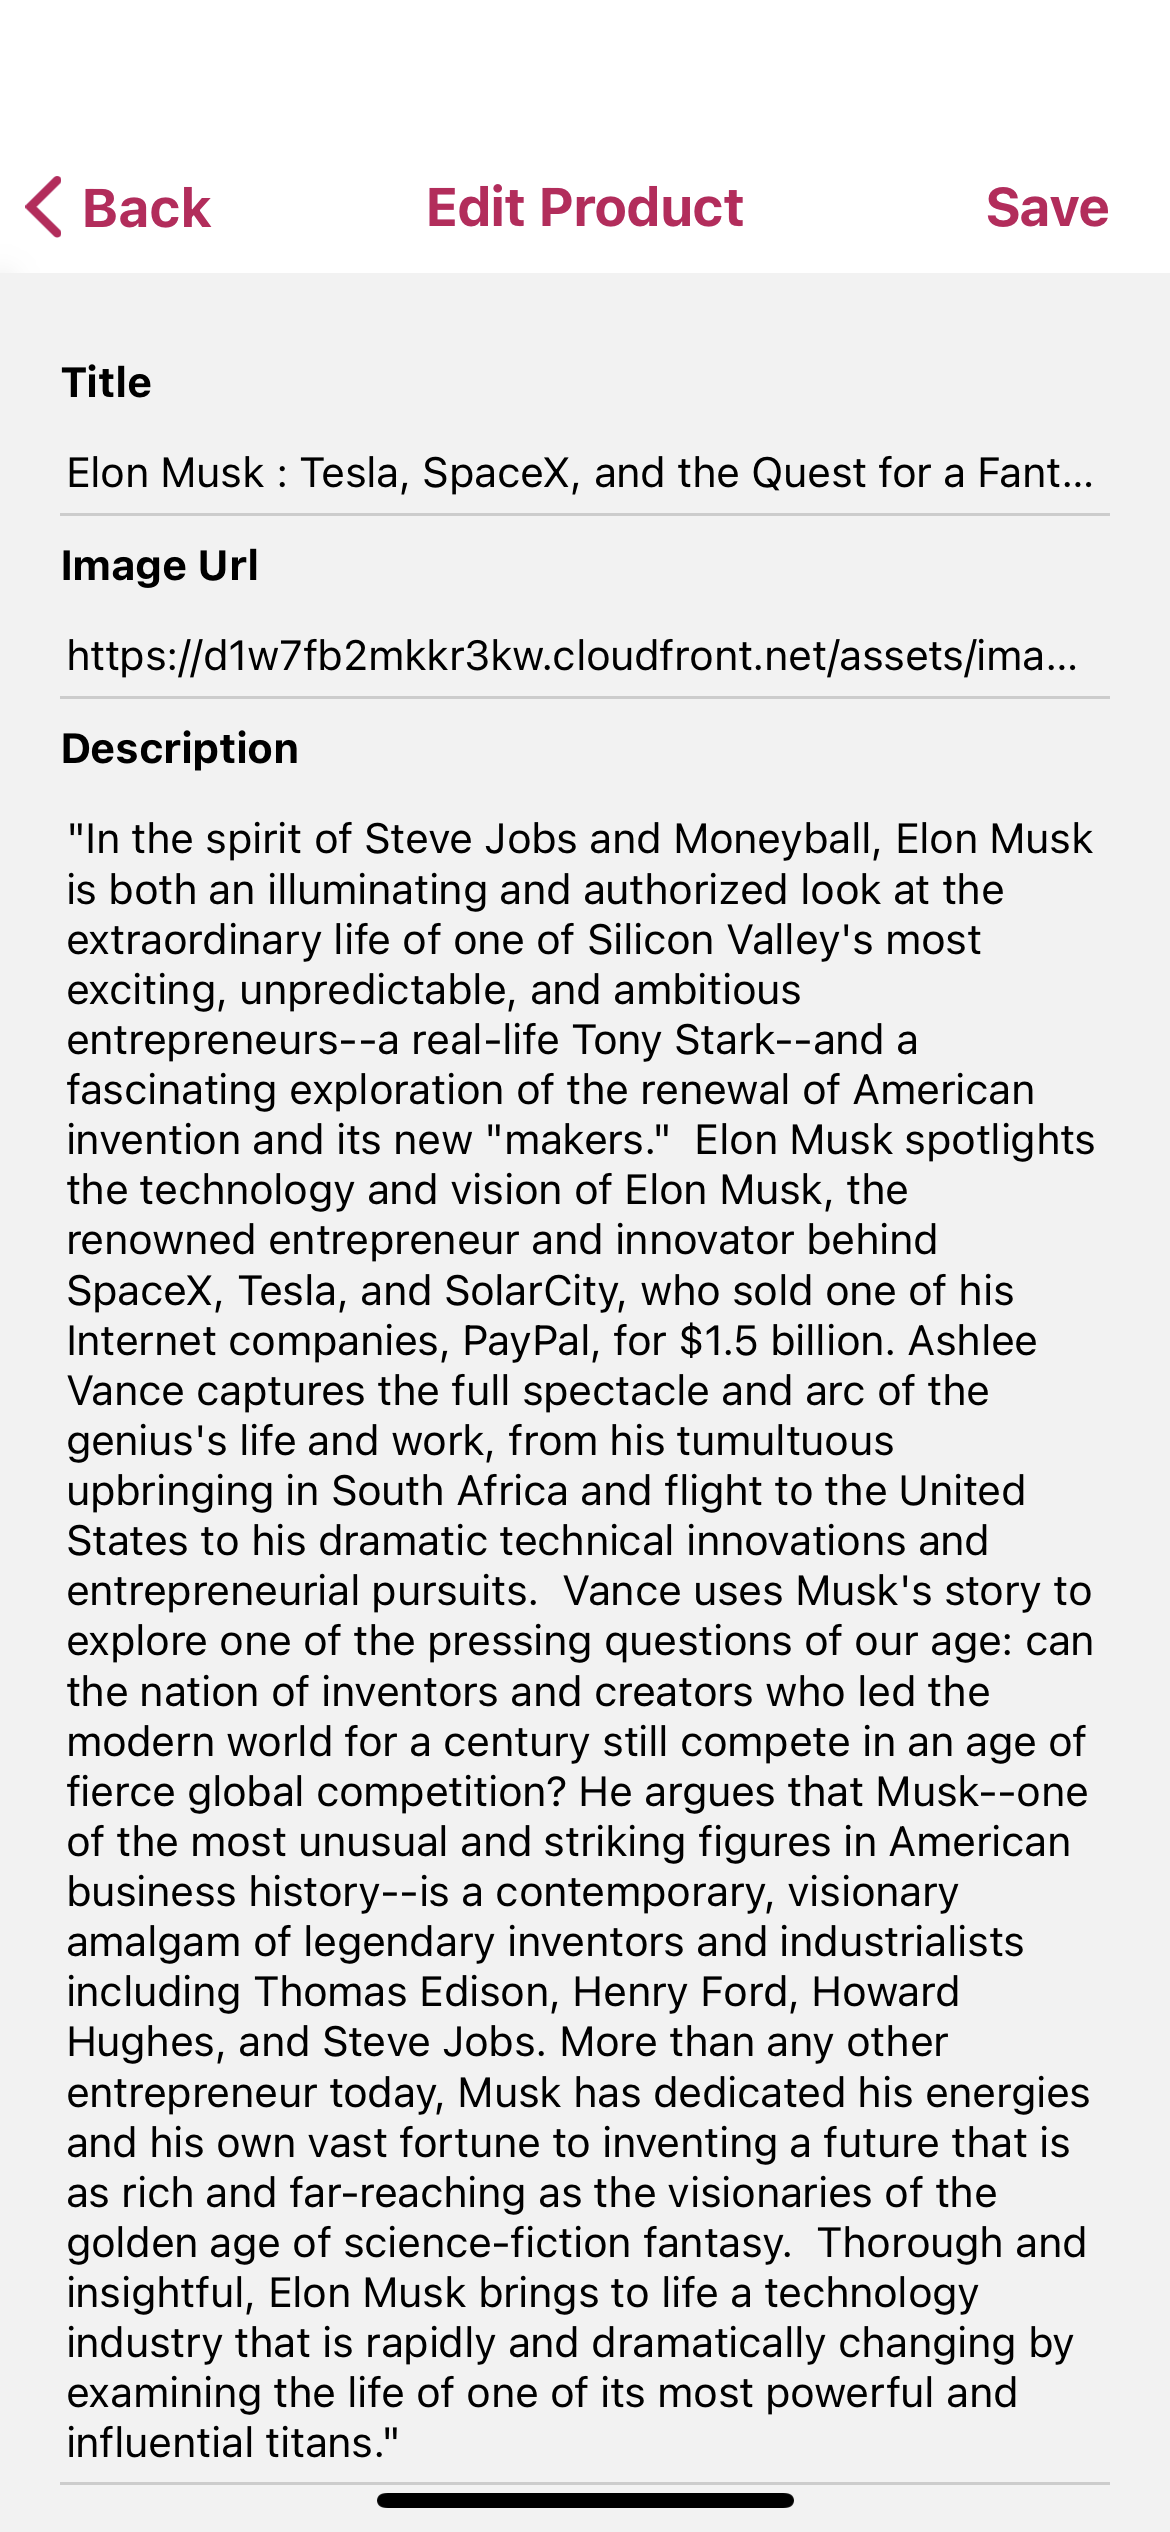 Back
Edit Product
Save
Title
Elon Musk : Tesla, SpaceX, and the Quest for a Fant...
Image Url
https://d1w7fb2mkkr3kw.cloudfront.net/assets/ima...
Description
"In the spirit of Steve Jobs and Moneyball, Elon Musk
is both an illuminating and authorized look at the
extraordinary life of one of Silicon Valley's most
exciting, unpredictable, and ambitious
entrepreneurs--a real-life Tony Stark--and a
fascinating exploration of the renewal of American
invention and its new "makers."  Elon Musk spotlights
the technology and vision of Elon Musk, the
renowned entrepreneur and innovator behind
SpaceX, Tesla, and SolarCity, who sold one of his
Internet companies, PayPal, for $1.5 billion. Ashlee
Vance captures the full spectacle and arc of the
genius's life and work, from his tumultuous
upbringing in South Africa and flight to the United
States to his dramatic technical innovations and
entrepreneurial pursuits.  Vance uses Musk's story to
explore one of the pressing questions of our age: can
the nation of inventors and creators who led the
modern world for a century still compete in an age of
fierce global competition? He argues that Musk--one
of the most unusual and striking figures in American
business history--is a contemporary, visionary
amalgam of legendary inventors and industrialists
including Thomas Edison, Henry Ford, Howard
Hughes, and Steve Jobs. More than any other
entrepreneur today, Musk has dedicated his energies
and his own vast fortune to inventing a future that is
as rich and far-reaching as the visionaries of the
golden age of science-fiction fantasy.  Thorough and
insightful, Elon Musk brings to life a technology
industry that is rapidly and dramatically changing by
examining the life of one of its most powerful and
influential titans."